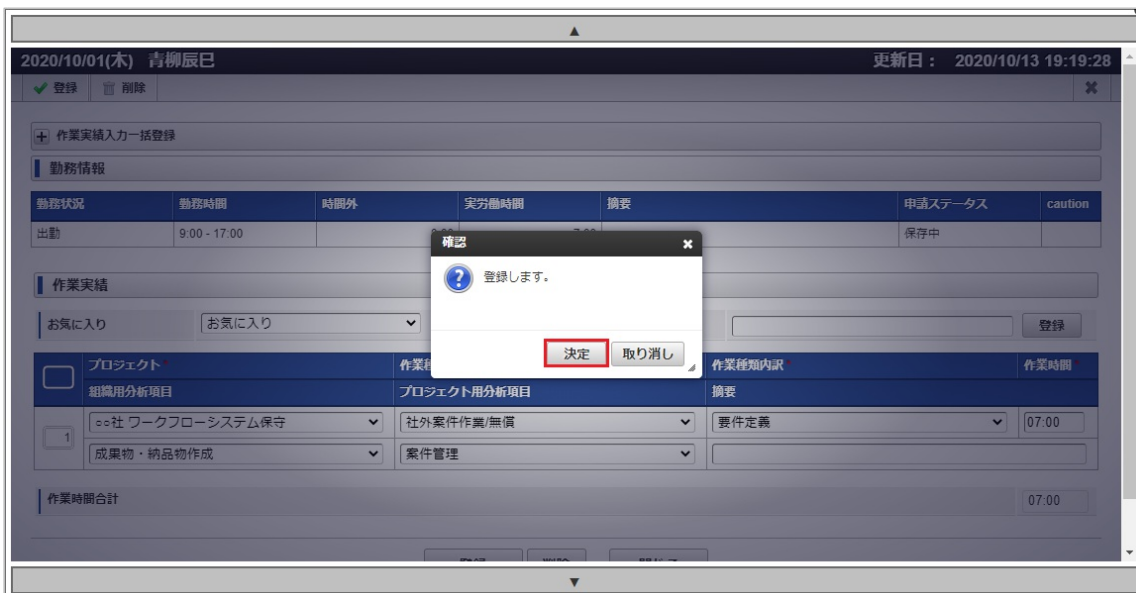 ▲
2020/10/01(木) 青柳辰巳 更新日： 2020/10/13 19:19:28
登録 削除
作業実績入力一括登録
勤務情報
勤務状況 勤務時間 時間外 実労働時間 摘要 申請ステータス caution
出勤 9:00 - 17:00 保存中
確認
登録します。
決定 取り消し
作業実績
お気に入り お気に入り 登録
プロジェクト* 作業種類内訳* 作業時間*
組織用分析項目 プロジェクト用分析項目 摘要
1 ○○社 ワークフローシステム保守 社外案件作業/無償 要件定義 07:00
成果物・納品物作成 案件管理
作業時間合計 07:00
▼